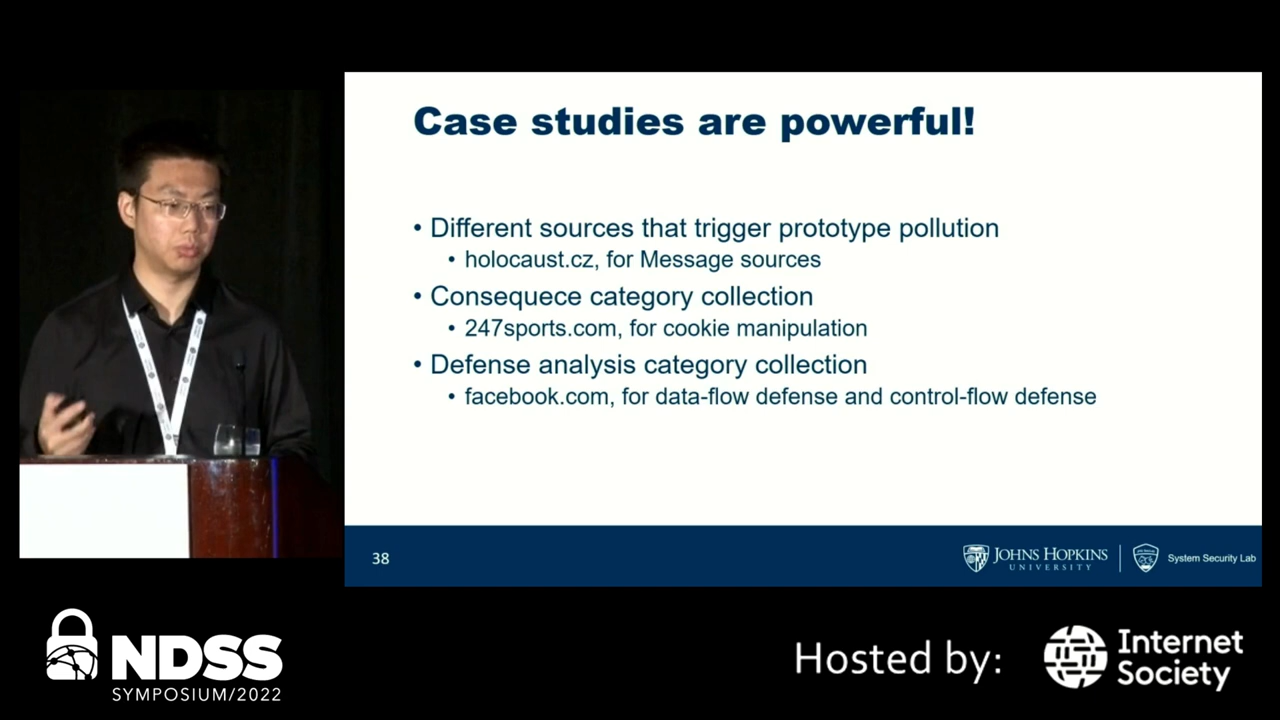 Case studies are powerful!
• Different sources that trigger prototype pollution
• holocaust.cz, for Message sources
• Consequece category collection
• 247sports.com, for cookie manipulation
• Defense analysis category collection
• facebook.com, for data-flow defense and control-flow defense
38
JOHNS HOPKINS
UNIVERSITY
System Security Lab
NDSS
SYMPOSIUM/2022
Hosted by:
Internet
Society